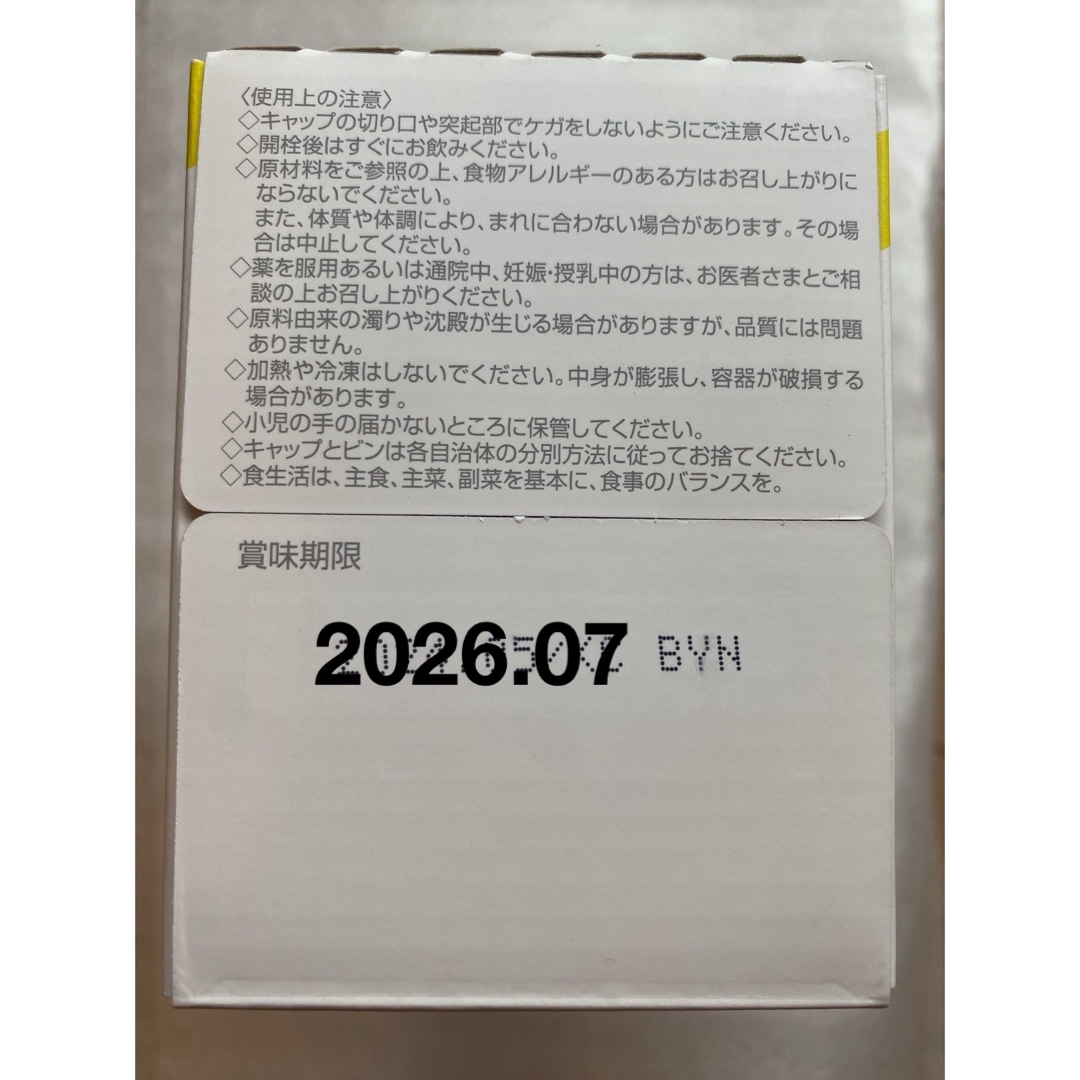 〈使用上の注意〉
◇キャップの切り口や突起部でケガをしないようにご注意ください。
◇開栓後はすぐにお飲みください。
◇原材料をご参照の上、食物アレルギーのある方はお召し上がりに
ならないでください。
また、体質や体調により、まれに合わない場合があります。その場
合は中止してください。
◇薬を服用あるいは通院中、妊娠・授乳中の方は、お医者さまとご相
談の上お召し上がりください。
◇原料由来の濁りや沈殿が生じる場合がありますが、品質には問題
ありません。
◇加熱や冷凍はしないでください。中身が膨張し、容器が破損する
場合があります。
◇小児の手の届かないところに保管してください。
◇キャップとビンは各自治体の分別方法に従ってお捨てください。
◇食生活は、主食、主菜、副菜を基本に、食事のバランスを。
賞味期限
2026.07 BYN